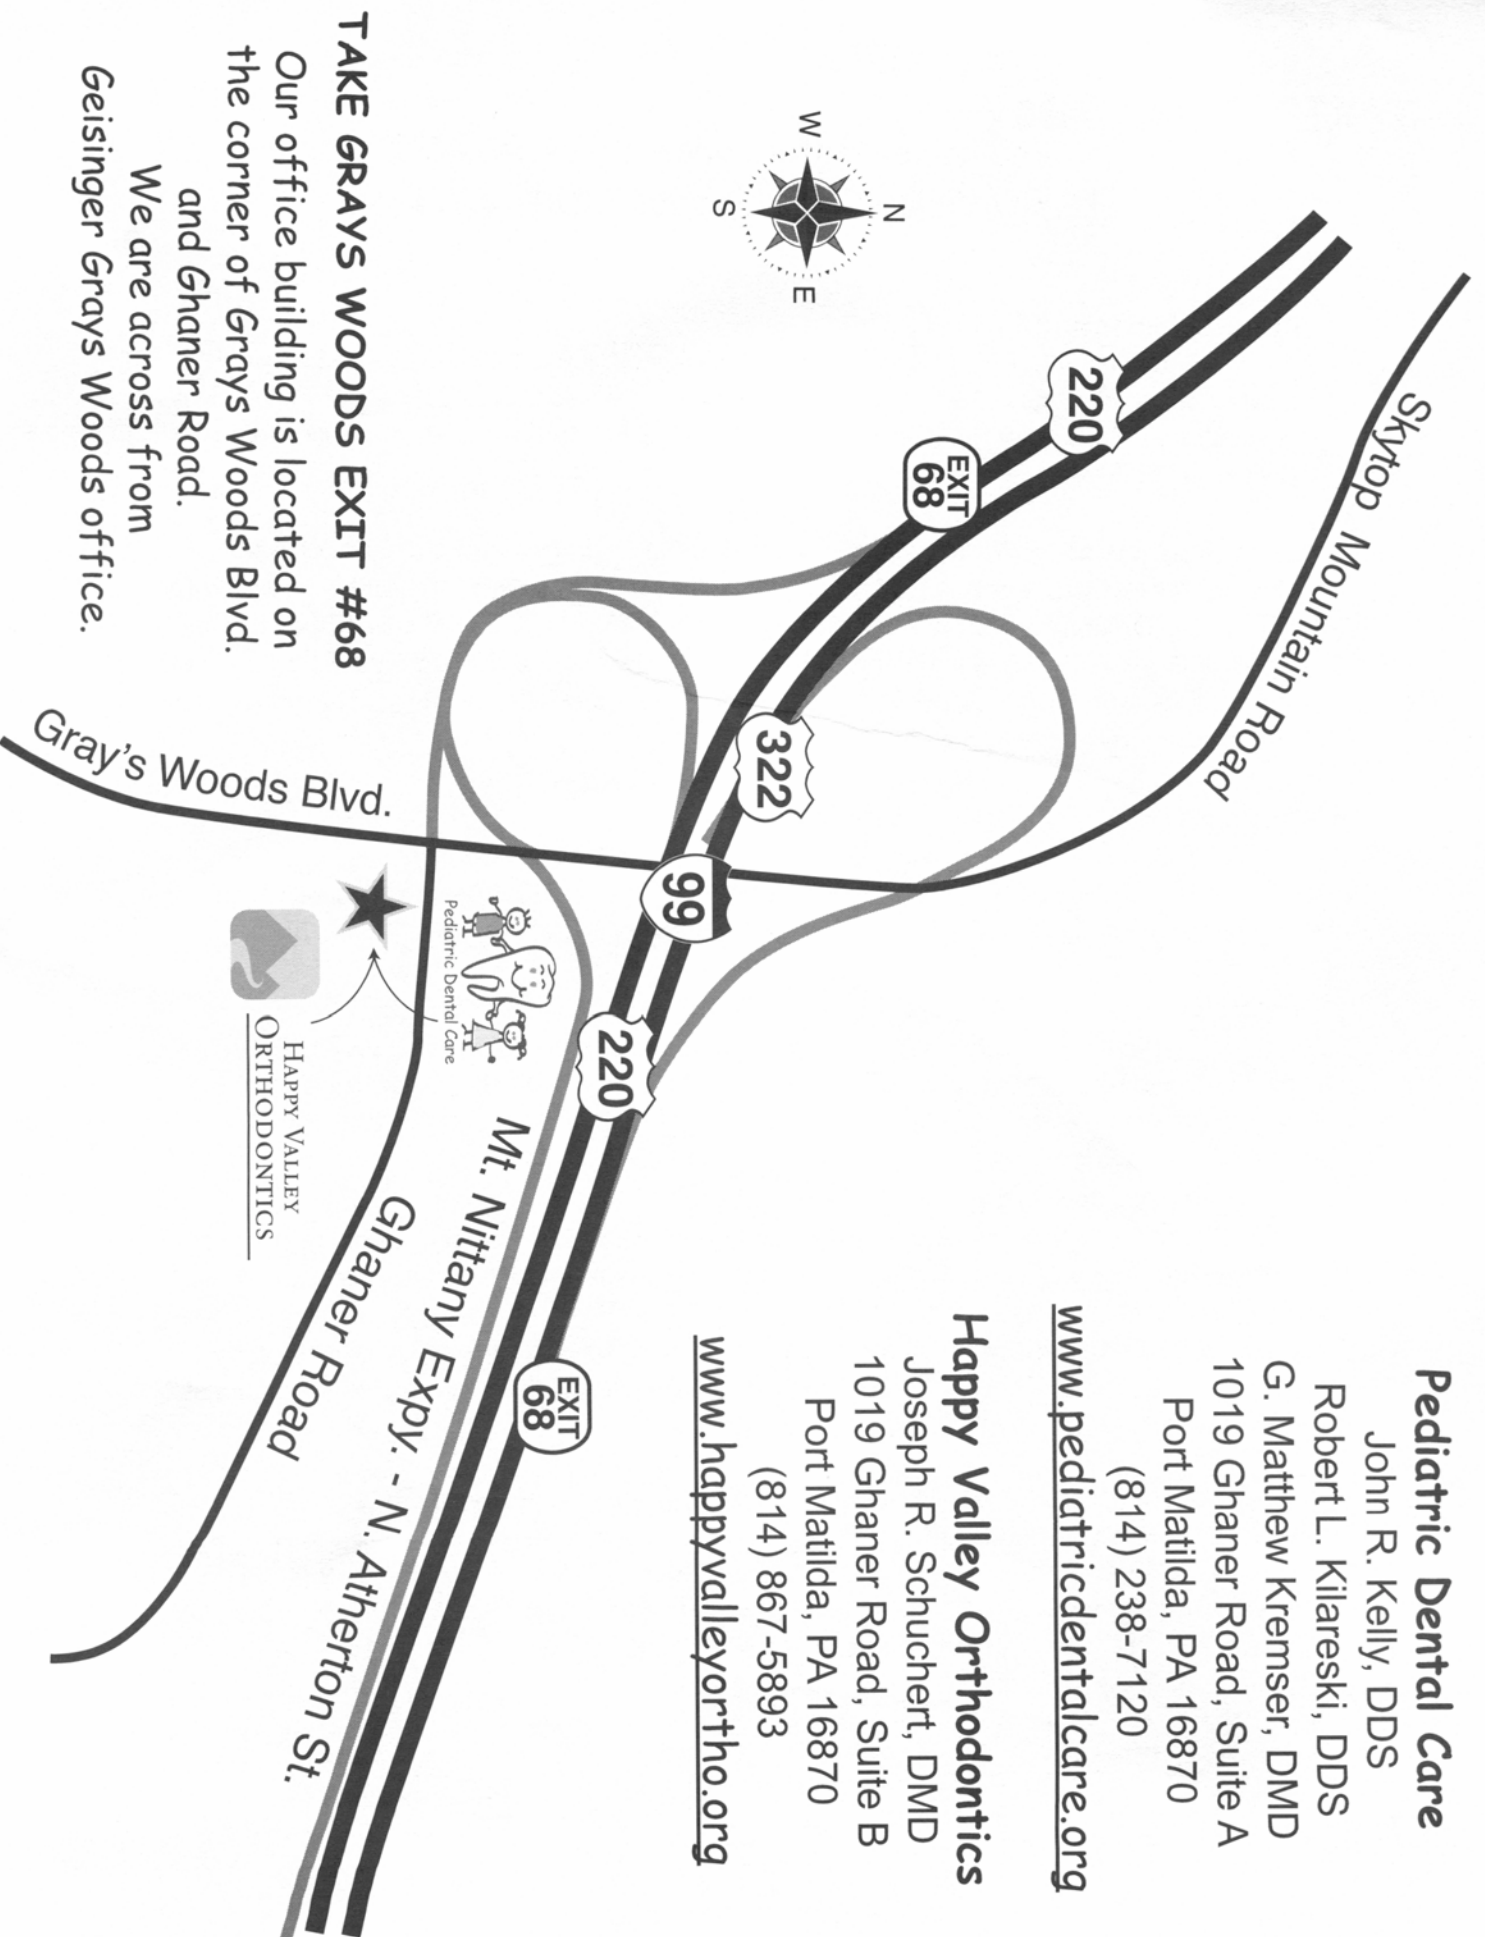 Pediatric Dental Care
John R. Kelly, DDS
Robert L. Kilareski, DDS
G. Matthew Kremser, DMD
1019 Ghaner Road, Suite A
Port Matilda, PA 16870
(814) 238-7120
www.pediatricdentalcare.org
Happy Valley Orthodontics
Joseph R. Schuchert, DMD
1019 Ghaner Road, Suite B
Port Matilda, PA 16870
(814) 867-5893
www.happyvalleyortho.org
Skytop Mountain Road
220
EXIT
68
N
W
E
S
322
99
220
EXIT
68
Mt. Nittany Expy. - N. Atherton St.
Pediatric Dental Care
Ghaner Road
Gray's Woods Blvd.
HAPPY VALLEY
ORTHODONTICS
TAKE GRAYS WOODS EXIT #68
Our office building is located on
the corner of Grays Woods Blvd.
and Ghaner Road.
We are across from
Geisinger Grays Woods office.